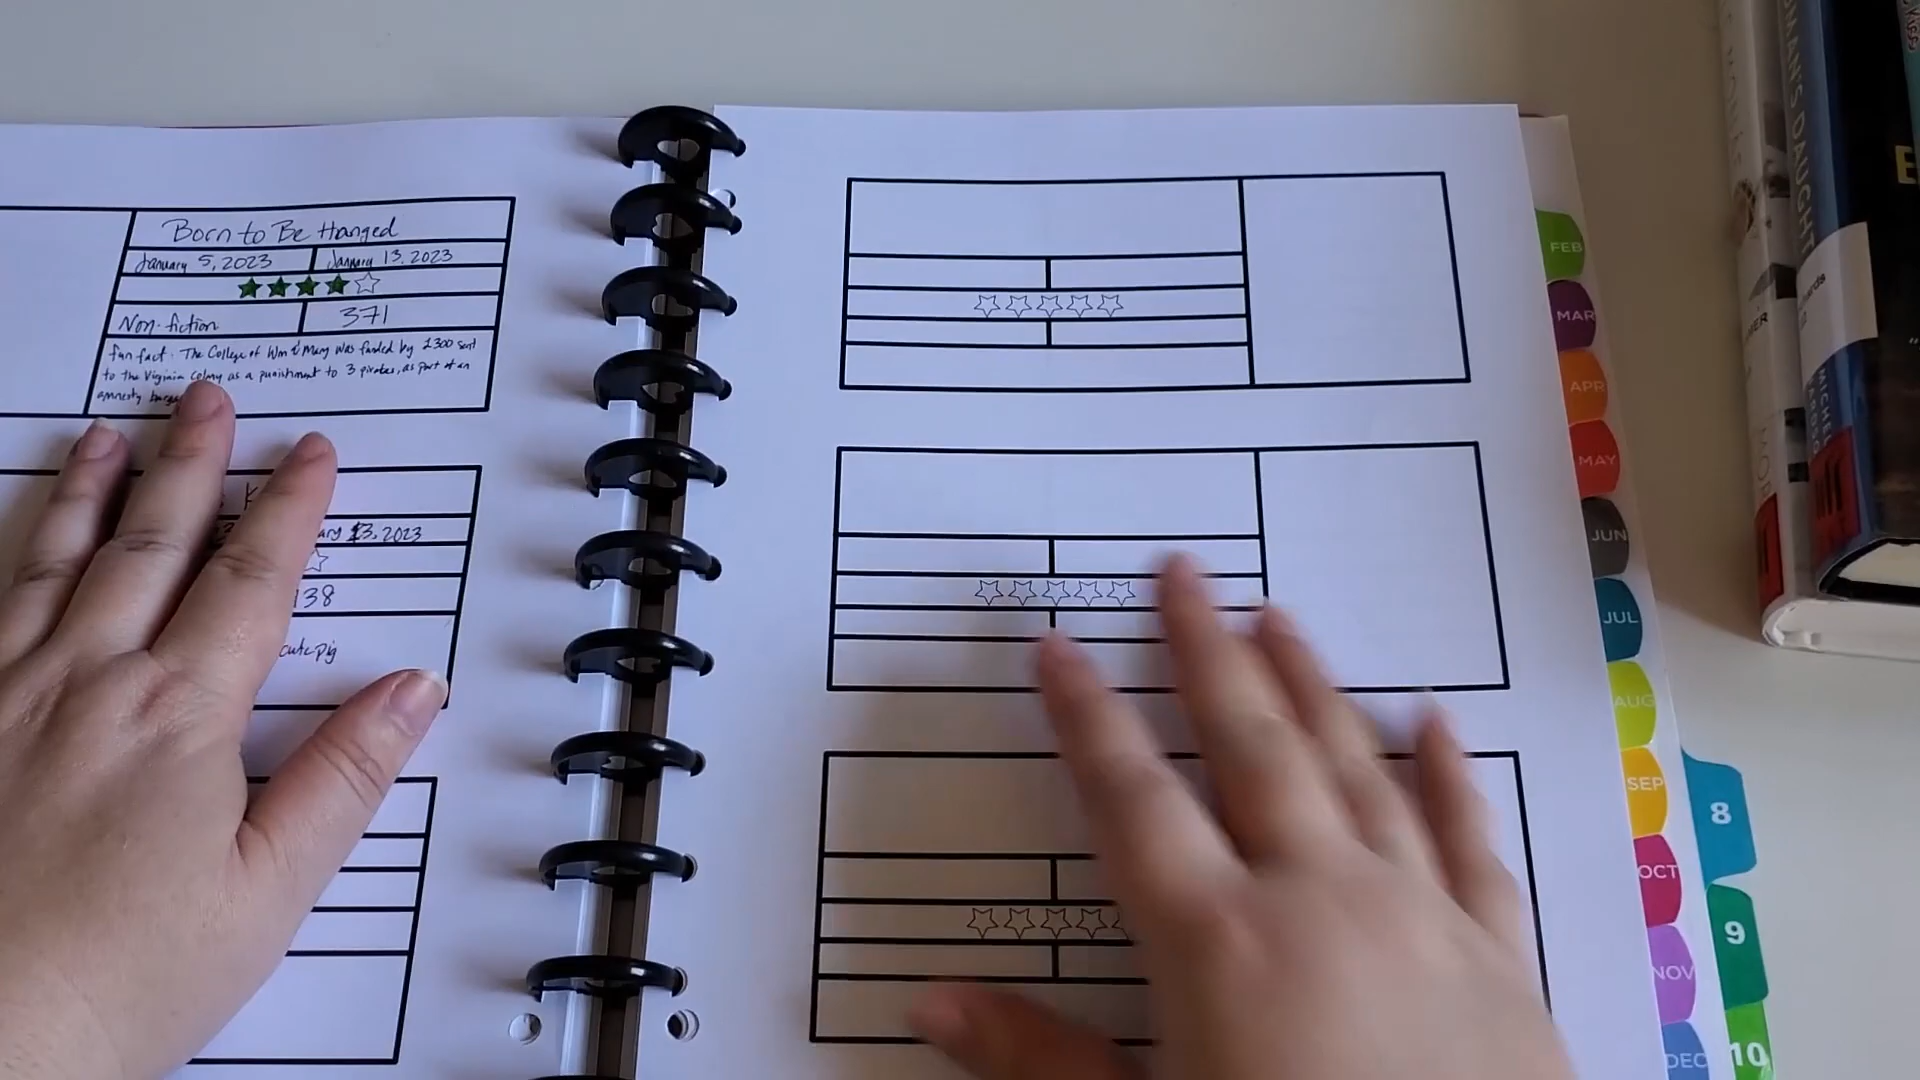 Born to Be Hanged
January 5, 2023 January 13, 2023
Non-fiction 371
fun fact. The College of Wm & Mary was funded by £300 sent
to the Virginia Colony as a punishment to 3 pirates, as part of an
amnesty
K
13, 2023
138
cute pig
FEB
MAR
APR
MAY
JUN
JUL
AUG
SEP
OCT
NOV
DEC
8
9
10
DAUGHT